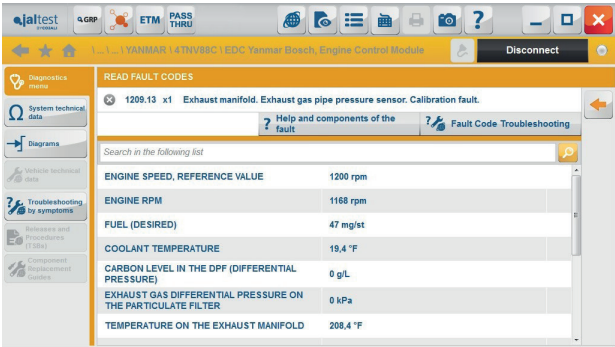 ajaltest
GRP
ETM
PASS
THRU
\...\...\ YANMAR \ 4TNV88C \ EDC Yanmar Bosch, Engine Control Module
Disconnect
Diagnostics
menu
System technical
data
Diagrams
Vehicle technical
data
Troubleshooting
by symptoms
Releases and
Procedures
(TSBs)
Component
Replacement
Guides
READ FAULT CODES
1209.13 x1 Exhaust manifold. Exhaust gas pipe pressure sensor. Calibration fault.
? Help and components of the
fault
? Fault Code Troubleshooting
Search in the following list
ENGINE SPEED, REFERENCE VALUE 1200 rpm
ENGINE RPM 1168 rpm
FUEL (DESIRED) 47 mg/st
COOLANT TEMPERATURE 19,4 °F
CARBON LEVEL IN THE DPF (DIFFERENTIAL
PRESSURE) 0 g/L
EXHAUST GAS DIFFERENTIAL PRESSURE ON
THE PARTICULATE FILTER 0 kPa
TEMPERATURE ON THE EXHAUST MANIFOLD 208,4 °F